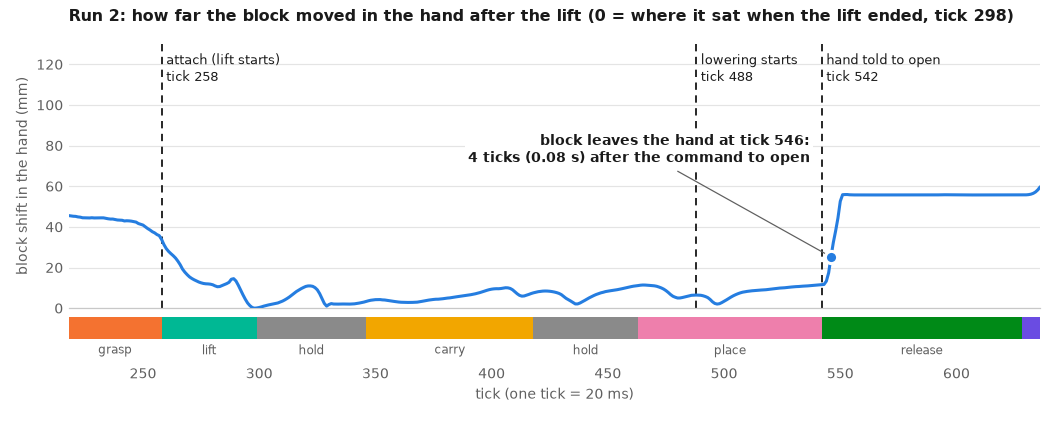 Run 2: how far the block moved in the hand after the lift (0 = where it sat when the lift ended, tick 298)
block shift in the hand (mm)
120
100
80
60
40
20
0
attach (lift starts)
tick 258
lowering starts
tick 488
hand told to open
tick 542
block leaves the hand at tick 546:
4 ticks (0.08 s) after the command to open
grasp
lift
hold
carry
hold
place
release
250
300
350
400
450
500
550
600
tick (one tick = 20 ms)